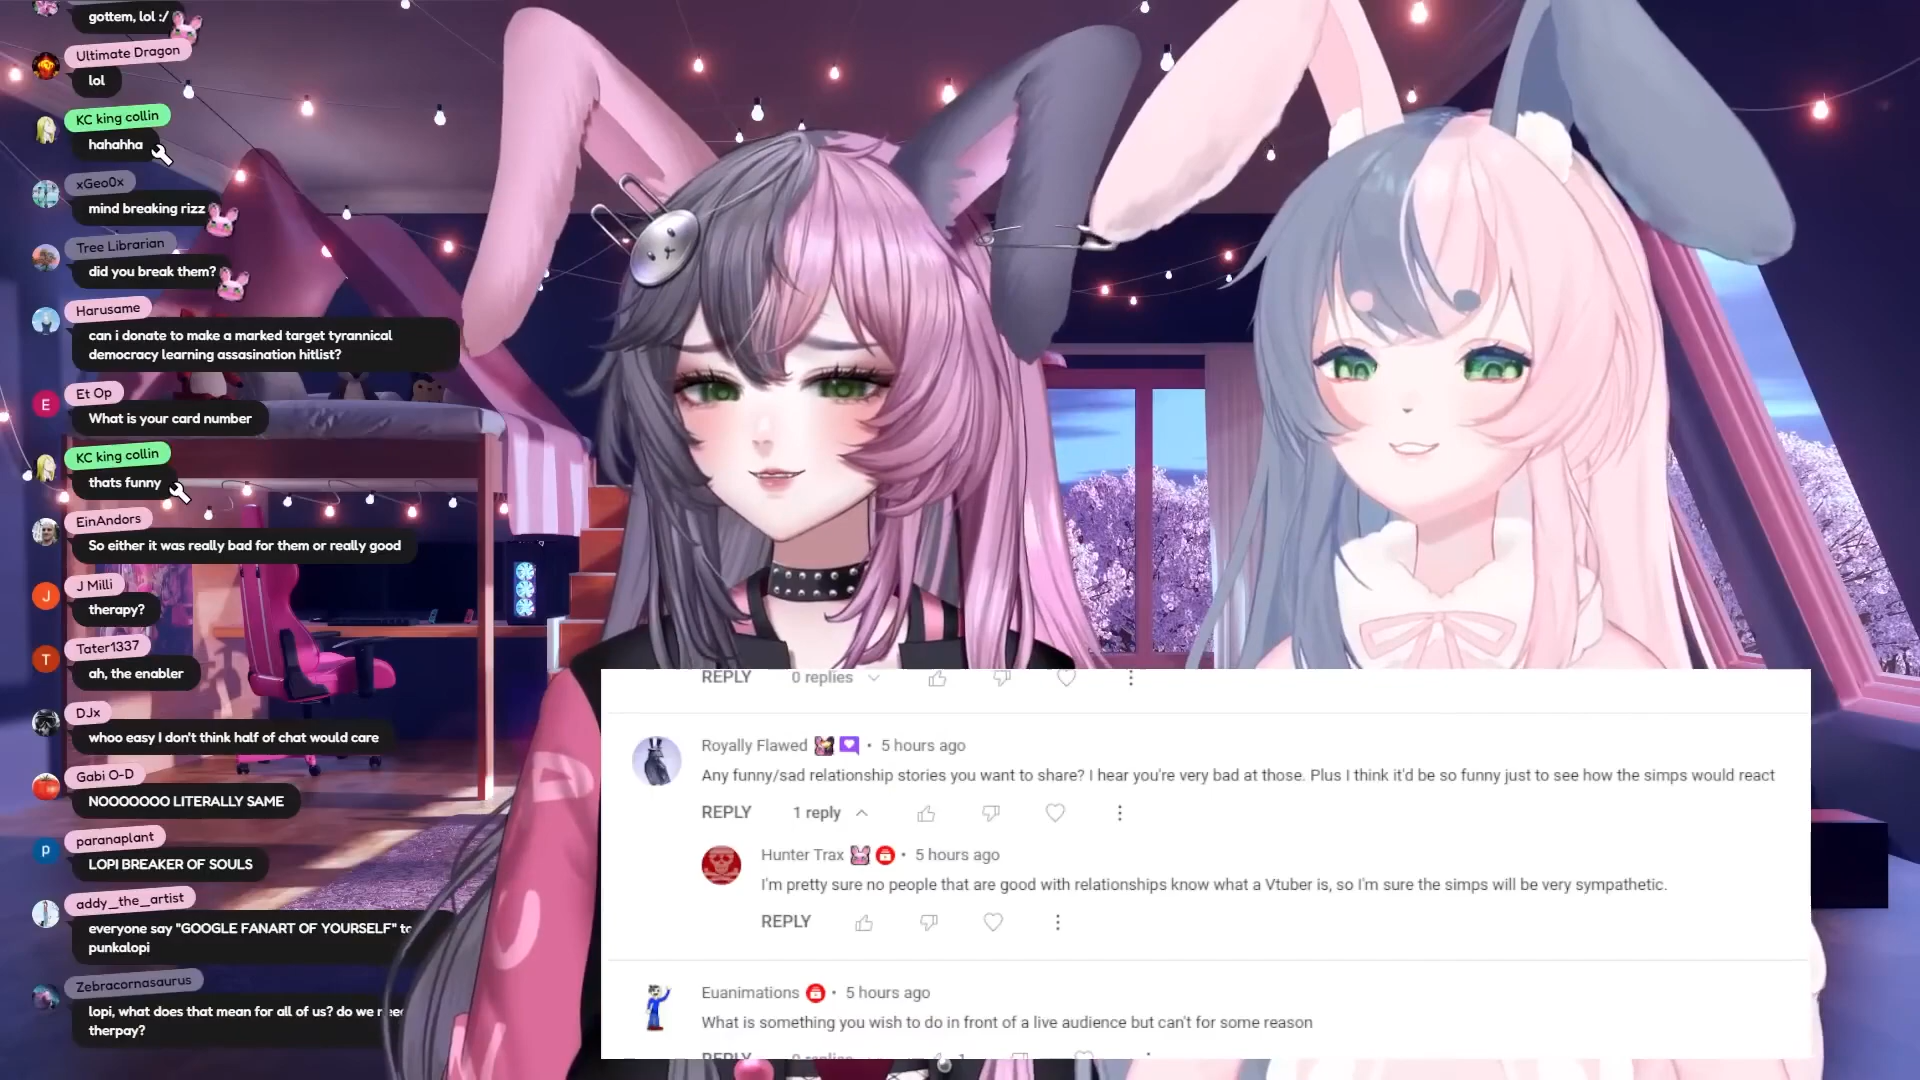 gottem, lol :/
Ultimate Dragon
lol
KC king collin
hahahha
xGeo0x
mind breaking rizz
Tree Librarian
did you break them?
Harusame
can i donate to make a marked target tyrannical
democracy learning assasination hitlist?
E
Et Op
What is your card number
KC king collin
thats funny
EinAndors
So either it was really bad for them or really good
J
J Milli
therapy?
T
Tater1337
ah, the enabler
DJx
whoo easy I don't think half of chat would care
Gabi O-D
NOOOOOOO LITERALLY SAME
p
paranaplant
LOPI BREAKER OF SOULS
addy__the__artist
everyone say "GOOGLE FANART OF YOURSELF" to
punkalopi
Zebracornasaurus
lopi, what does that mean for all of us? do we need
therpay?
REPLY 0 replies
Royally Flawed • 5 hours ago
Any funny/sad relationship stories you want to share? I hear you're very bad at those. Plus I think it'd be so funny just to see how the simps would react
REPLY 1 reply
Hunter Trax • 5 hours ago
I'm pretty sure no people that are good with relationships know what a Vtuber is, so I'm sure the simps will be very sympathetic.
REPLY
Euanimations • 5 hours ago
What is something you wish to do in front of a live audience but can't for some reason
REPLY 0 replies 1